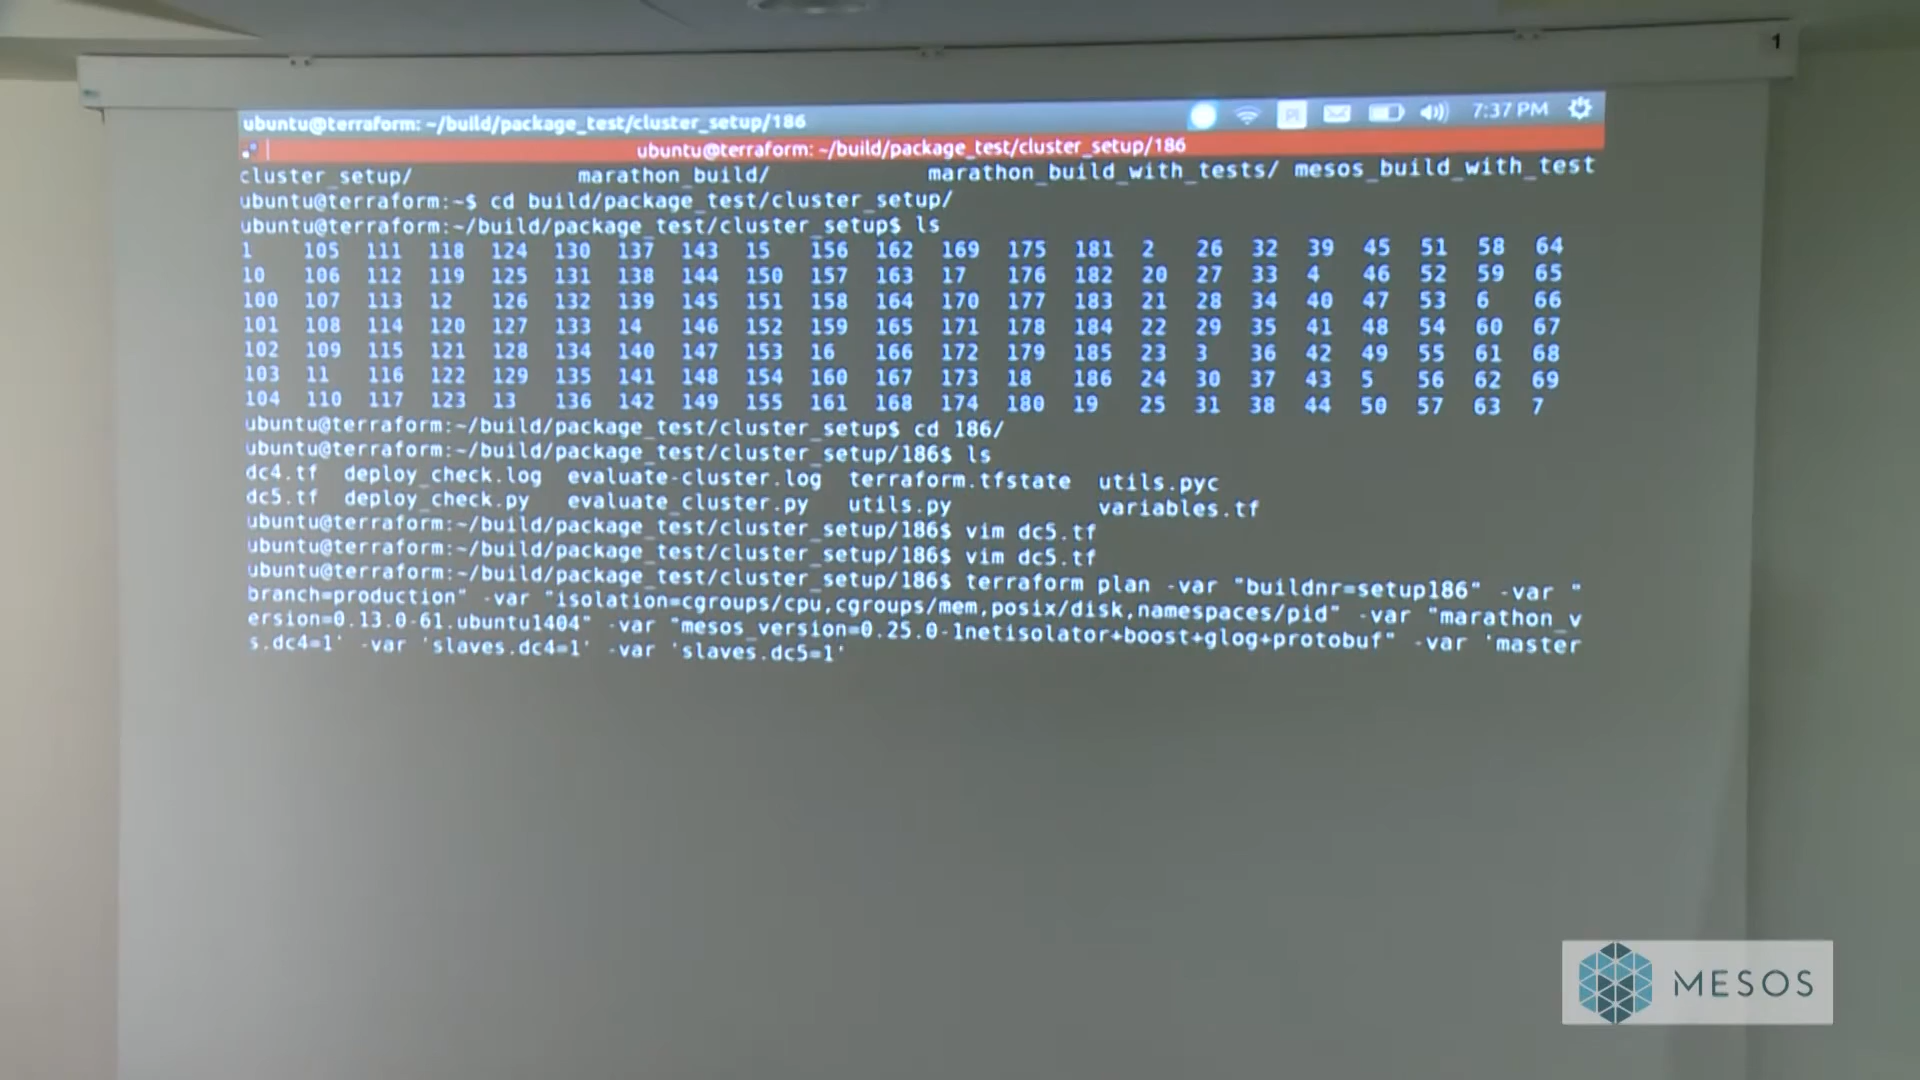 1
ubuntu@terraform: ~/build/package_test/cluster_setup/186
PL 7:37 PM
ubuntu@terraform: ~/build/package_test/cluster_setup/186
cluster_setup/ marathon_build/ marathon_build_with_tests/ mesos_build_with_test
ubuntu@terraform:~$ cd build/package_test/cluster_setup/
ubuntu@terraform:~/build/package_test/cluster_setup$ ls
1 105 111 118 124 130 137 143 15 156 162 169 175 181 2 26 32 39 45 51 58 64
10 106 112 119 125 131 138 144 150 157 163 17 176 182 20 27 33 4 46 52 59 65
100 107 113 12 126 132 139 145 151 158 164 170 177 183 21 28 34 40 47 53 6 66
101 108 114 120 127 133 14 146 152 159 165 171 178 184 22 29 35 41 48 54 60 67
102 109 115 121 128 134 140 147 153 16 166 172 179 185 23 3 36 42 49 55 61 68
103 11 116 122 129 135 141 148 154 160 167 173 18 186 24 30 37 43 5 56 62 69
104 110 117 123 13 136 142 149 155 161 168 174 180 19 25 31 38 44 50 57 63 7
ubuntu@terraform:~/build/package_test/cluster_setup$ cd 186/
ubuntu@terraform:~/build/package_test/cluster_setup/186$ ls
dc4.tf deploy_check.log evaluate-cluster.log terraform.tfstate utils.pyc
dc5.tf deploy_check.py evaluate_cluster.py utils.py variables.tf
ubuntu@terraform:~/build/package_test/cluster_setup/186$ vim dc5.tf
ubuntu@terraform:~/build/package_test/cluster_setup/186$ vim dc5.tf
ubuntu@terraform:~/build/package_test/cluster_setup/186$ terraform plan -var "buildnr=setup186" -var "
branch=production" -var "isolation=cgroups/cpu,cgroups/mem,posix/disk,namespaces/pid" -var "marathon_v
ersion=0.13.0-61.ubuntu1404" -var "mesos_version=0.25.0-1netisolator+boost+glog+protobuf" -var 'master
s.dc4=1' -var 'slaves.dc4=1' -var 'slaves.dc5=1'
MESOS